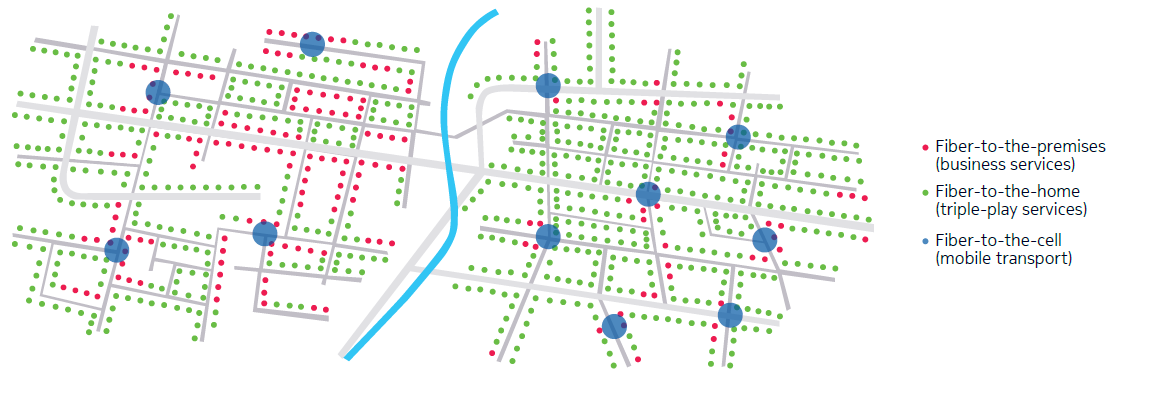 Fiber-to-the-premises
(business services)
Fiber-to-the-home
(triple-play services)
Fiber-to-the-cell
(mobile transport)